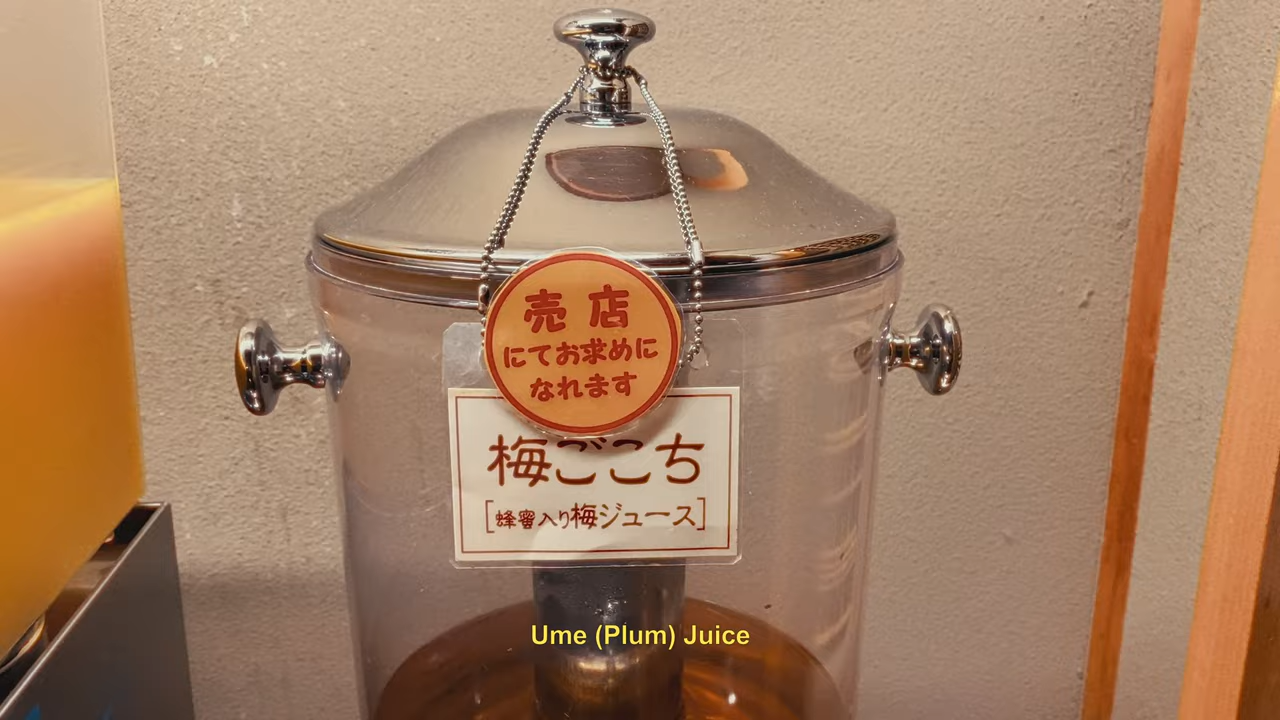 売店
にてお求めに
なれます
梅ごこち
[蜂蜜入り梅ジュース]
Ume (Plum) Juice